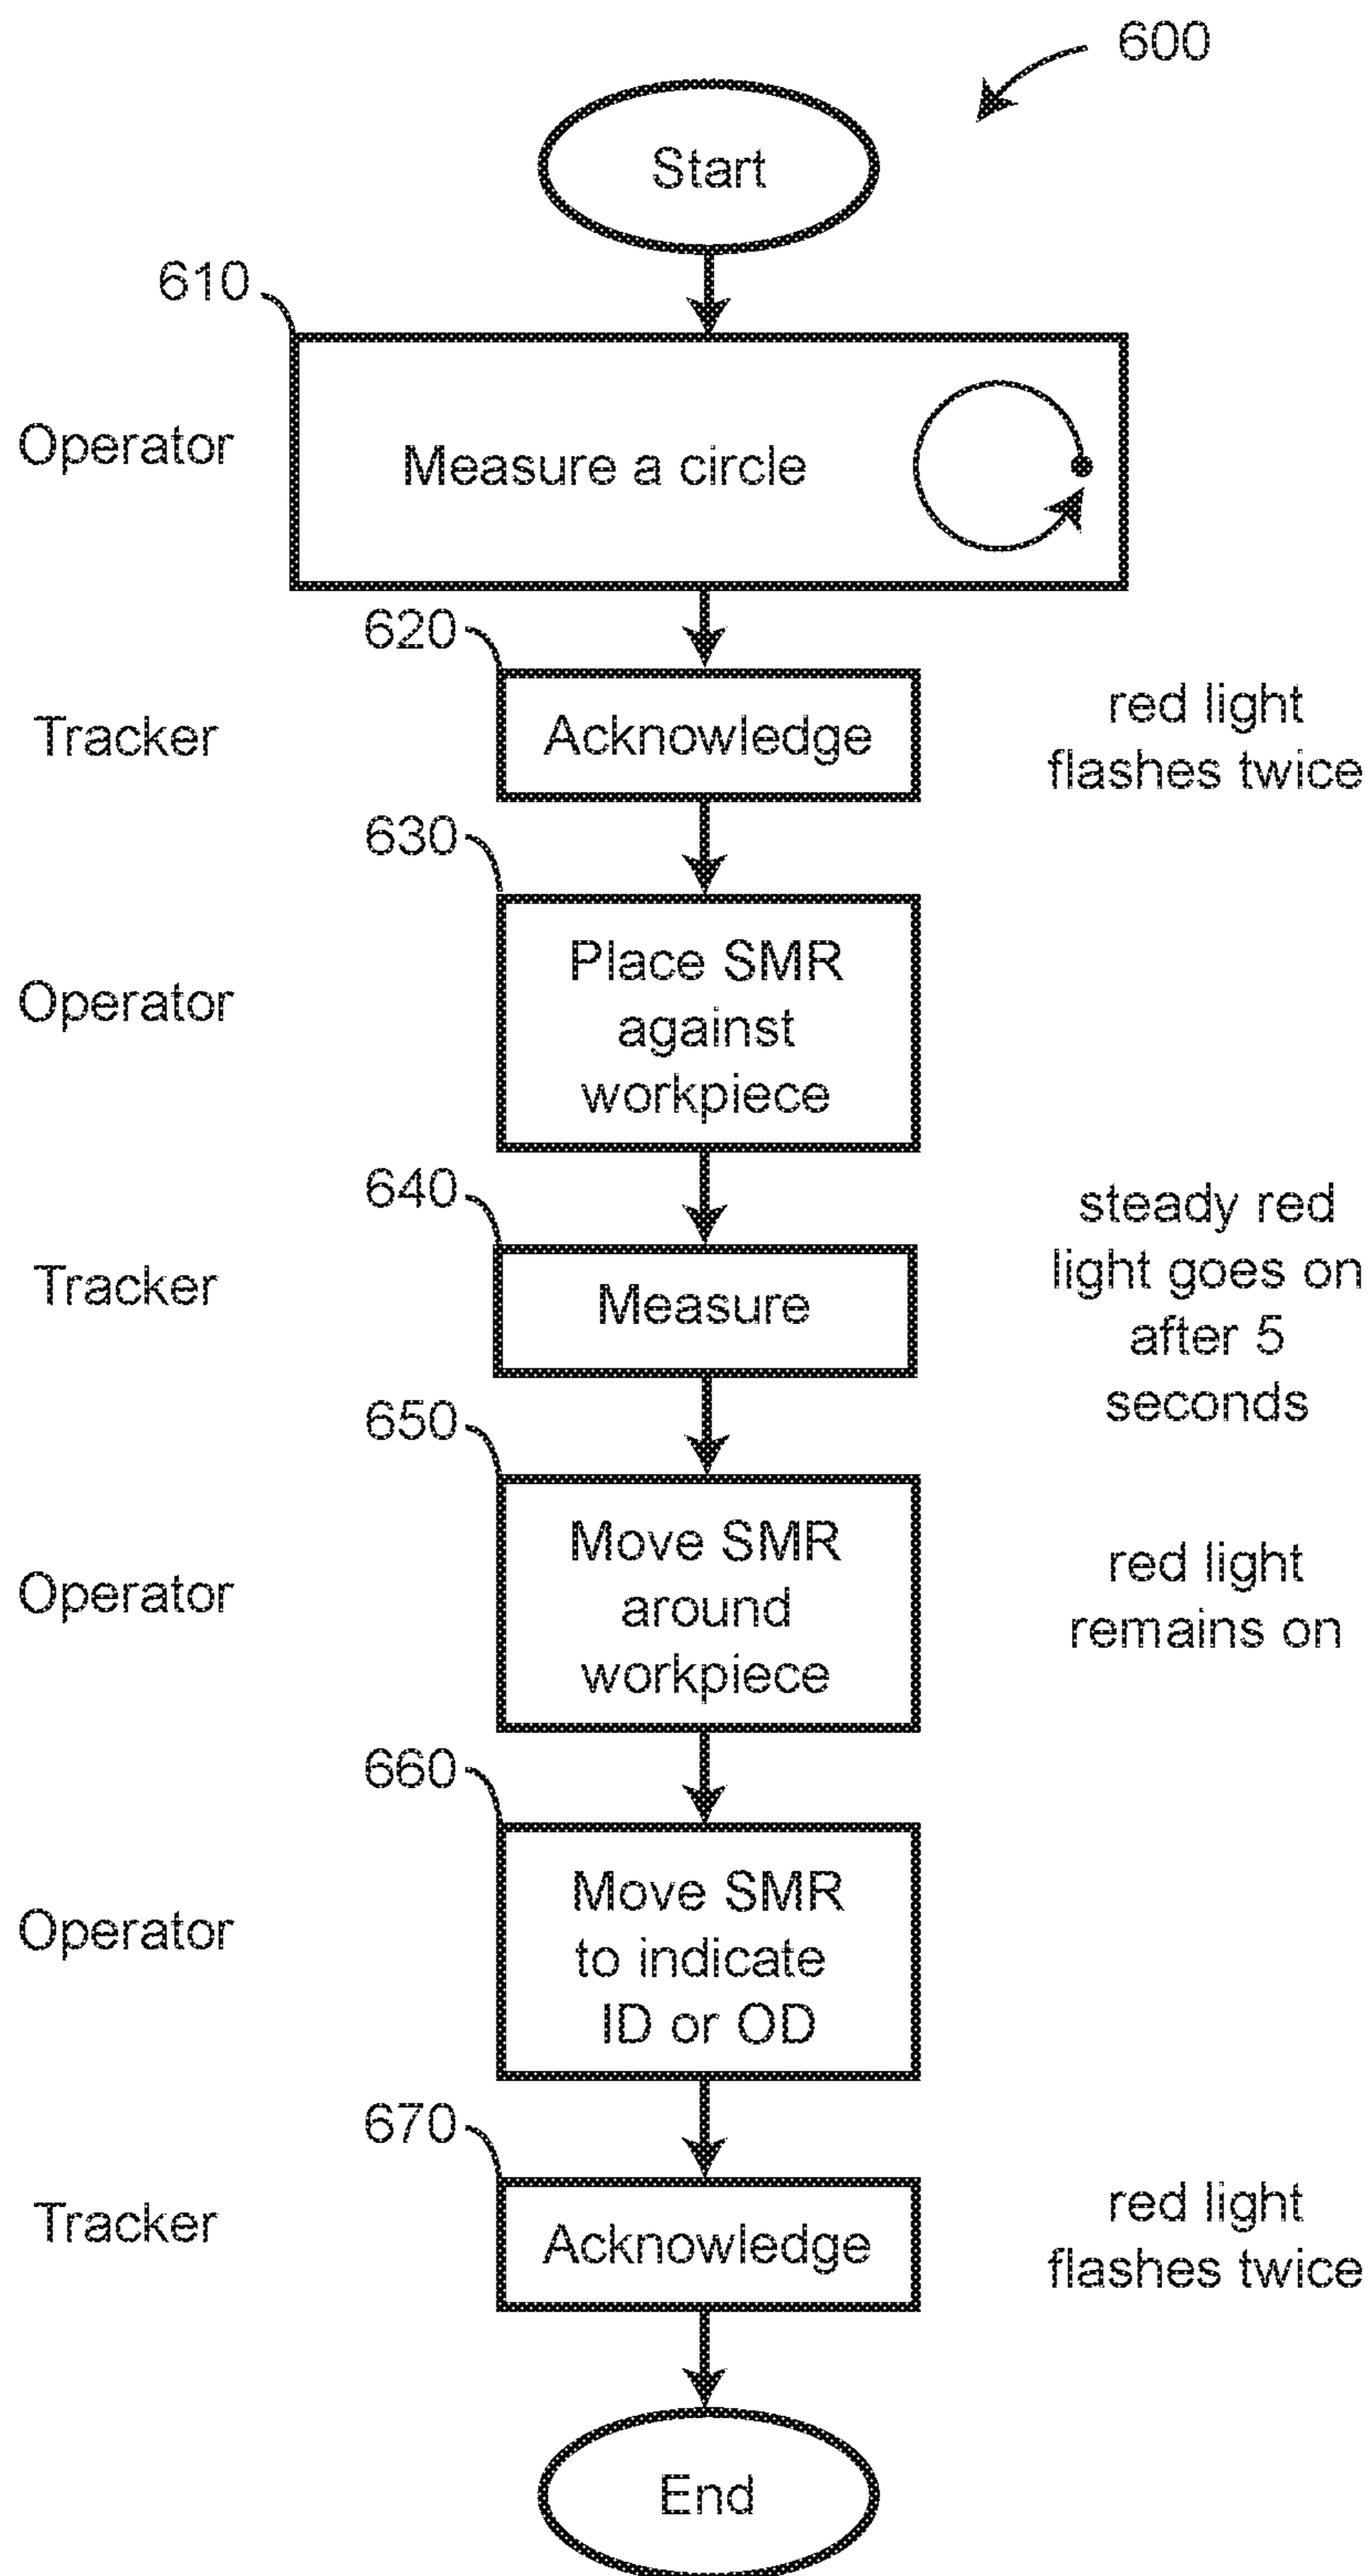 600
Start
610
Operator
Measure a circle
620
Tracker
Acknowledge
red light
flashes twice
630
Operator
Place SMR
against
workpiece
640
Tracker
Measure
steady red
light goes on
after 5
seconds
650
Operator
Move SMR
around
workpiece
red light
remains on
660
Operator
Move SMR
to indicate
ID or OD
670
Tracker
Acknowledge
red light
flashes twice
End